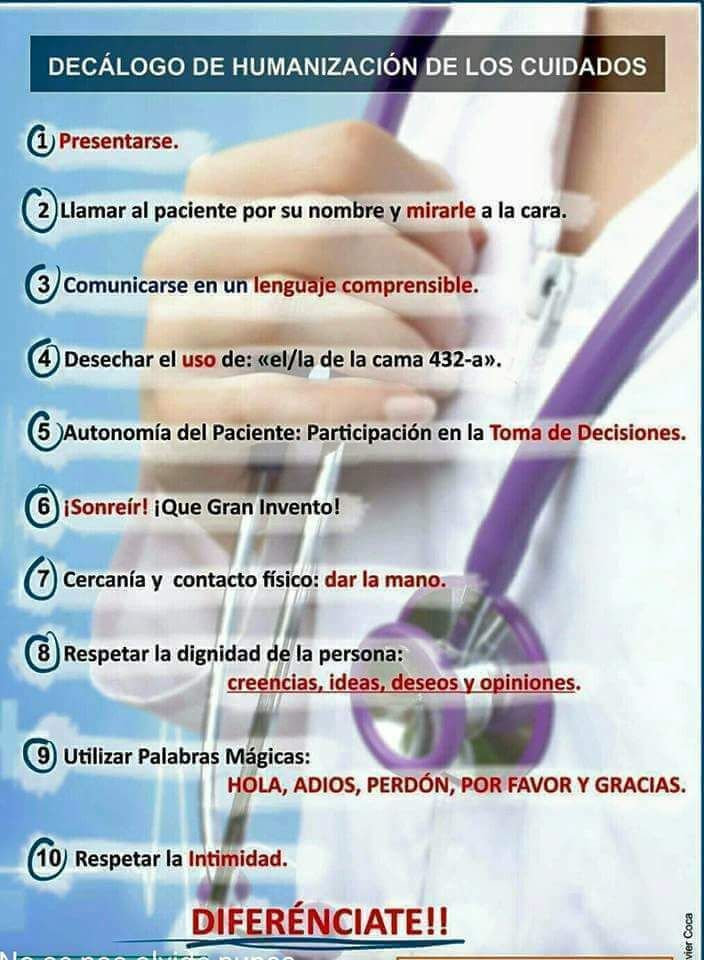 DECÁLOGO DE HUMANIZACIÓN DE LOS CUIDADOS
1) Presentarse.
2) Llamar al paciente por su nombre y mirarle a la cara.
3) Comunicarse en un lenguaje comprensible.
4) Desechar el uso de: «el/la de la cama 432-a».
5) Autonomía del Paciente: Participación en la Toma de Decisiones.
6) ¡Sonreír! ¡Que Gran Invento!
7) Cercanía y contacto físico: dar la mano.
8) Respetar la dignidad de la persona:
creencias, ideas, deseos y opiniones.
9) Utilizar Palabras Mágicas:
HOLA, ADIOS, PERDÓN, POR FAVOR Y GRACIAS.
10) Respetar la Intimidad.
DIFERÉNCIATE!!
vier Coca